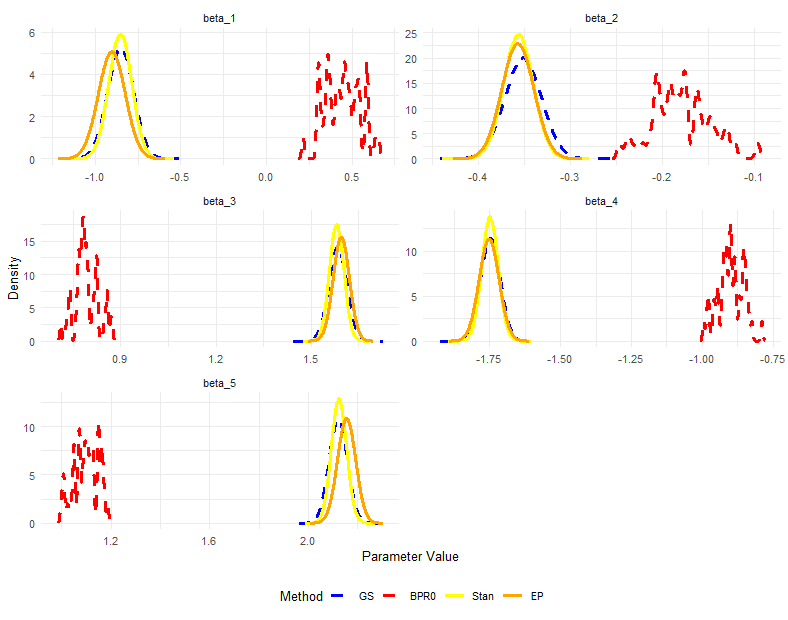 beta_1 beta_2
6
4
2
0
-1.0 -0.5 0.0 0.5
25
20
15
10
5
0
-0.4 -0.3 -0.2 -0.1
beta_3 beta_4
15
10
5
0
0.9 1.2 1.5
10
5
0
-1.75 -1.50 -1.25 -1.00 -0.75
Density
beta_5
10
5
0
1.2 1.6 2.0
Parameter Value
Method GS BPR0 Stan EP